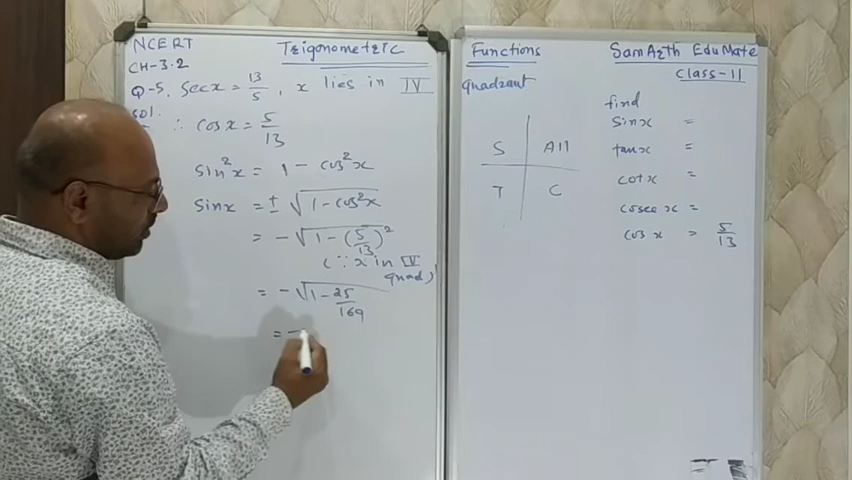 NCERT Trigonometric
CH-3.2
Q-5. Secx = 13/5, x lies in IV
Sol.
∴ cosx = 5/13
Sin²x = 1 - cos²x
Sinx = ± √1-cos²x
= - √1-(5/13)²
(∵ x in IV
quad)
= - √1-25/169
= -
Functions SamArth EduMate
Class-11
quadrant
S All
T C
find
Sinx =
tanx =
cotx =
cosec x =
cos x = 5/13